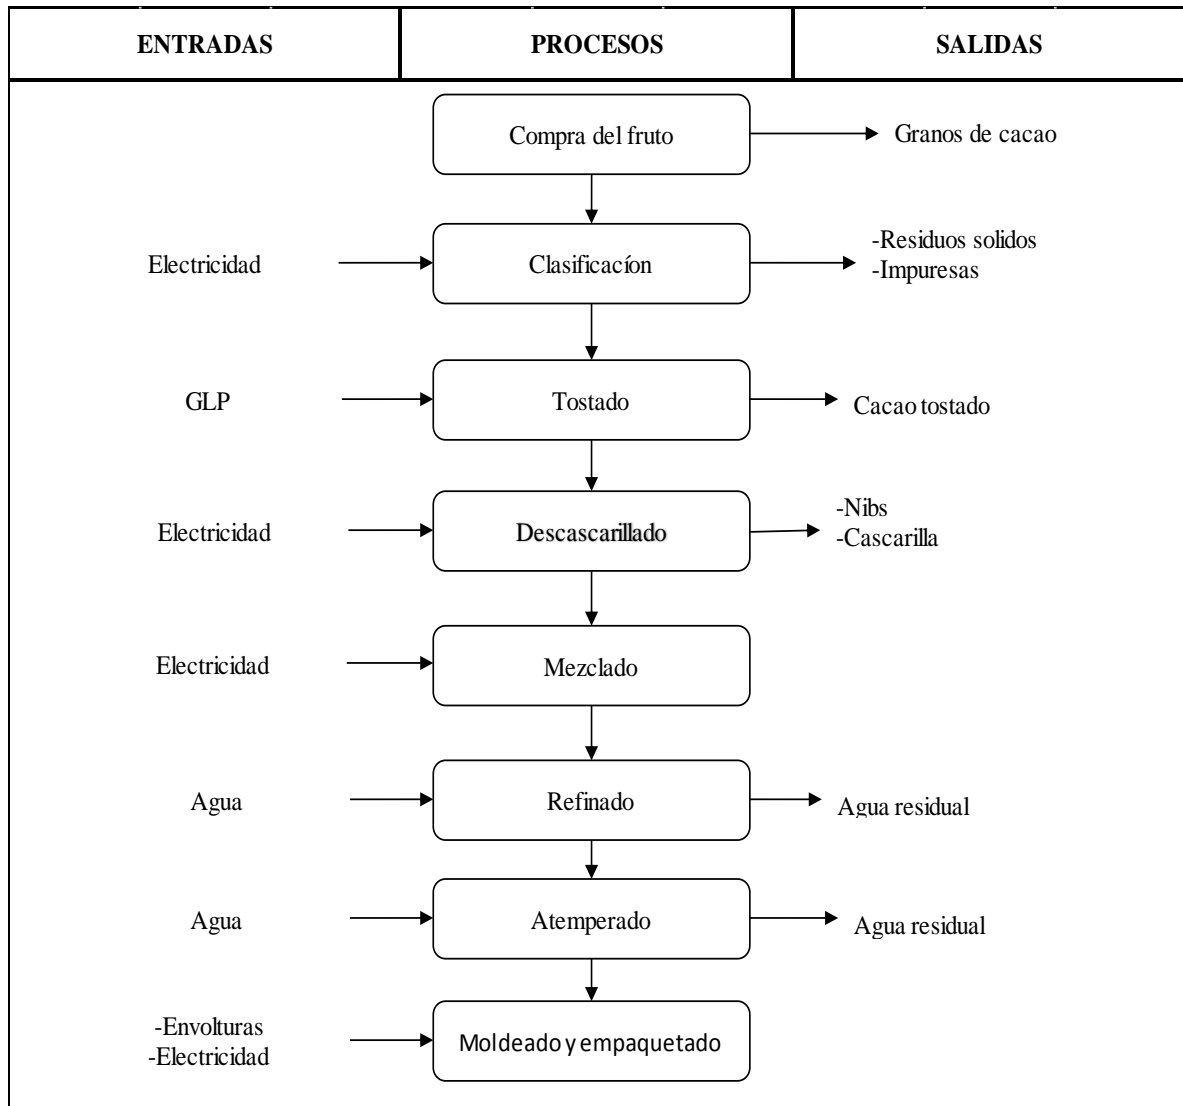 ENTRADAS
PROCESOS
SALIDAS
Compra del fruto
Granos de cacao
Electricidad
Clasificacíon
-Residuos solidos
-Impuresas
GLP
Tostado
Cacao tostado
Electricidad
Descascarillado
-Nibs
-Cascarilla
Electricidad
Mezclado
Agua
Refinado
Agua residual
Agua
Atemperado
Agua residual
-Envolturas
-Electricidad
Moldeado y empaquetado